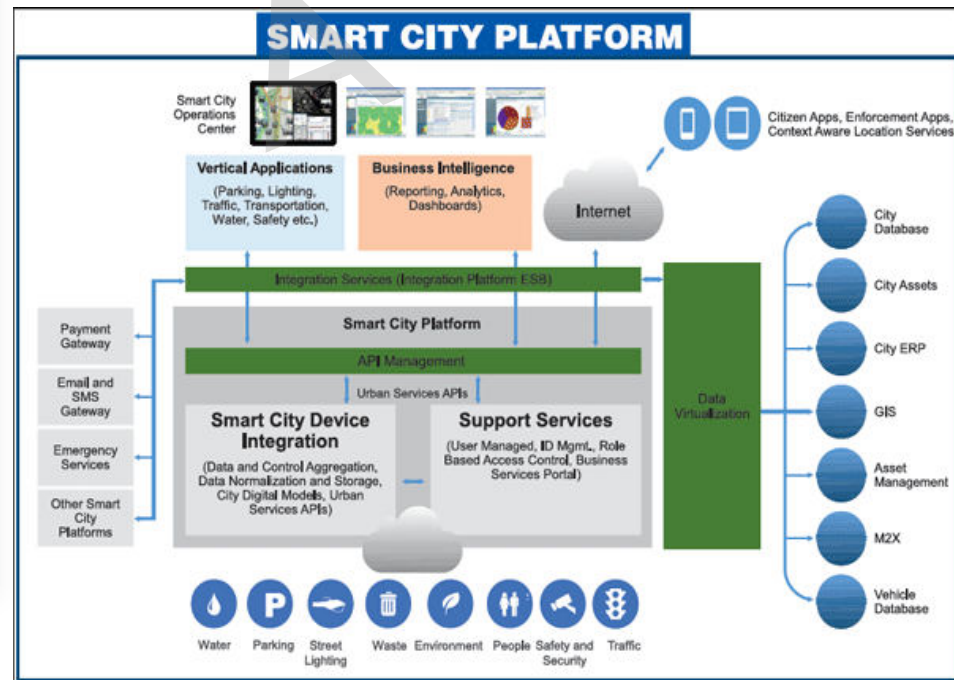 SMART CITY PLATFORM
Smart City
Operations
Center
Citizen Apps, Enforcement Apps,
Context Aware Location Services
Vertical Applications
(Parking, Lighting,
Traffic, Transportation,
Water, Safety etc.)
Business Intelligence
(Reporting, Analytics,
Dashboards)
Internet
Integration Services (Integration Platform ESB)
Smart City Platform
API Management
Urban Services APIs
Smart City Device
Integration
(Data and Control Aggregation,
Data Normalization and Storage,
City Digital Models, Urban
Services APIs)
Support Services
(User Managed, ID Mgmt., Role
Based Access Control, Business
Services Portal)
Payment
Gateway
Email and
SMS
Gateway
Emergency
Services
Other Smart
City
Platforms
Data
Virtualization
City
Database
City Assets
City ERP
GIS
Asset
Management
M2X
Vehicle
Database
P
Water
Parking
Street
Lighting
Waste
Environment
People
Safety and
Security
Traffic